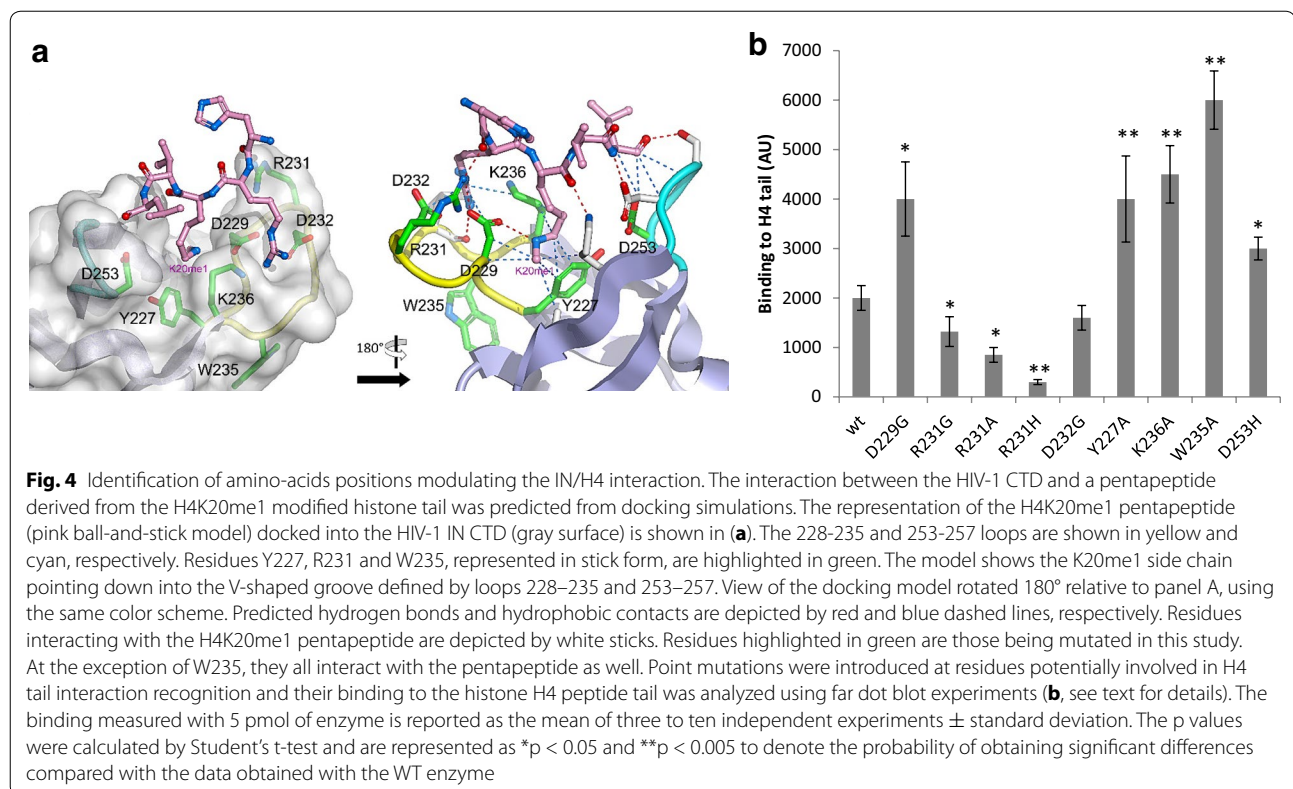 a
R231
D229
D232
D253
K20me1
Y227
K236
W235
180°
K236
D232
R231
D229
K20me1
D253
W235
Y227
b
Binding to H4 tail (AU)
7000
6000
5000
4000
3000
2000
1000
0
*
*
*
**
**
**
**
*
wt
D229G
R231G
R231A
R231H
D232G
Y227A
K236A
W235A
D253H
Fig. 4 Identification of amino-acids positions modulating the IN/H4 interaction. The interaction between the HIV-1 CTD and a pentapeptide
derived from the H4K20me1 modified histone tail was predicted from docking simulations. The representation of the H4K20me1 pentapeptide
(pink ball-and-stick model) docked into the HIV-1 IN CTD (gray surface) is shown in (a). The 228-235 and 253-257 loops are shown in yellow and
cyan, respectively. Residues Y227, R231 and W235, represented in stick form, are highlighted in green. The model shows the K20me1 side chain
pointing down into the V-shaped groove defined by loops 228–235 and 253–257. View of the docking model rotated 180° relative to panel A, using
the same color scheme. Predicted hydrogen bonds and hydrophobic contacts are depicted by red and blue dashed lines, respectively. Residues
interacting with the H4K20me1 pentapeptide are depicted by white sticks. Residues highlighted in green are those being mutated in this study.
At the exception of W235, they all interact with the pentapeptide as well. Point mutations were introduced at residues potentially involved in H4
tail interaction recognition and their binding to the histone H4 peptide tail was analyzed using far dot blot experiments (b, see text for details). The
binding measured with 5 pmol of enzyme is reported as the mean of three to ten independent experiments ± standard deviation. The p values
were calculated by Student's t-test and are represented as *p < 0.05 and **p < 0.005 to denote the probability of obtaining significant differences
compared with the data obtained with the WT enzyme